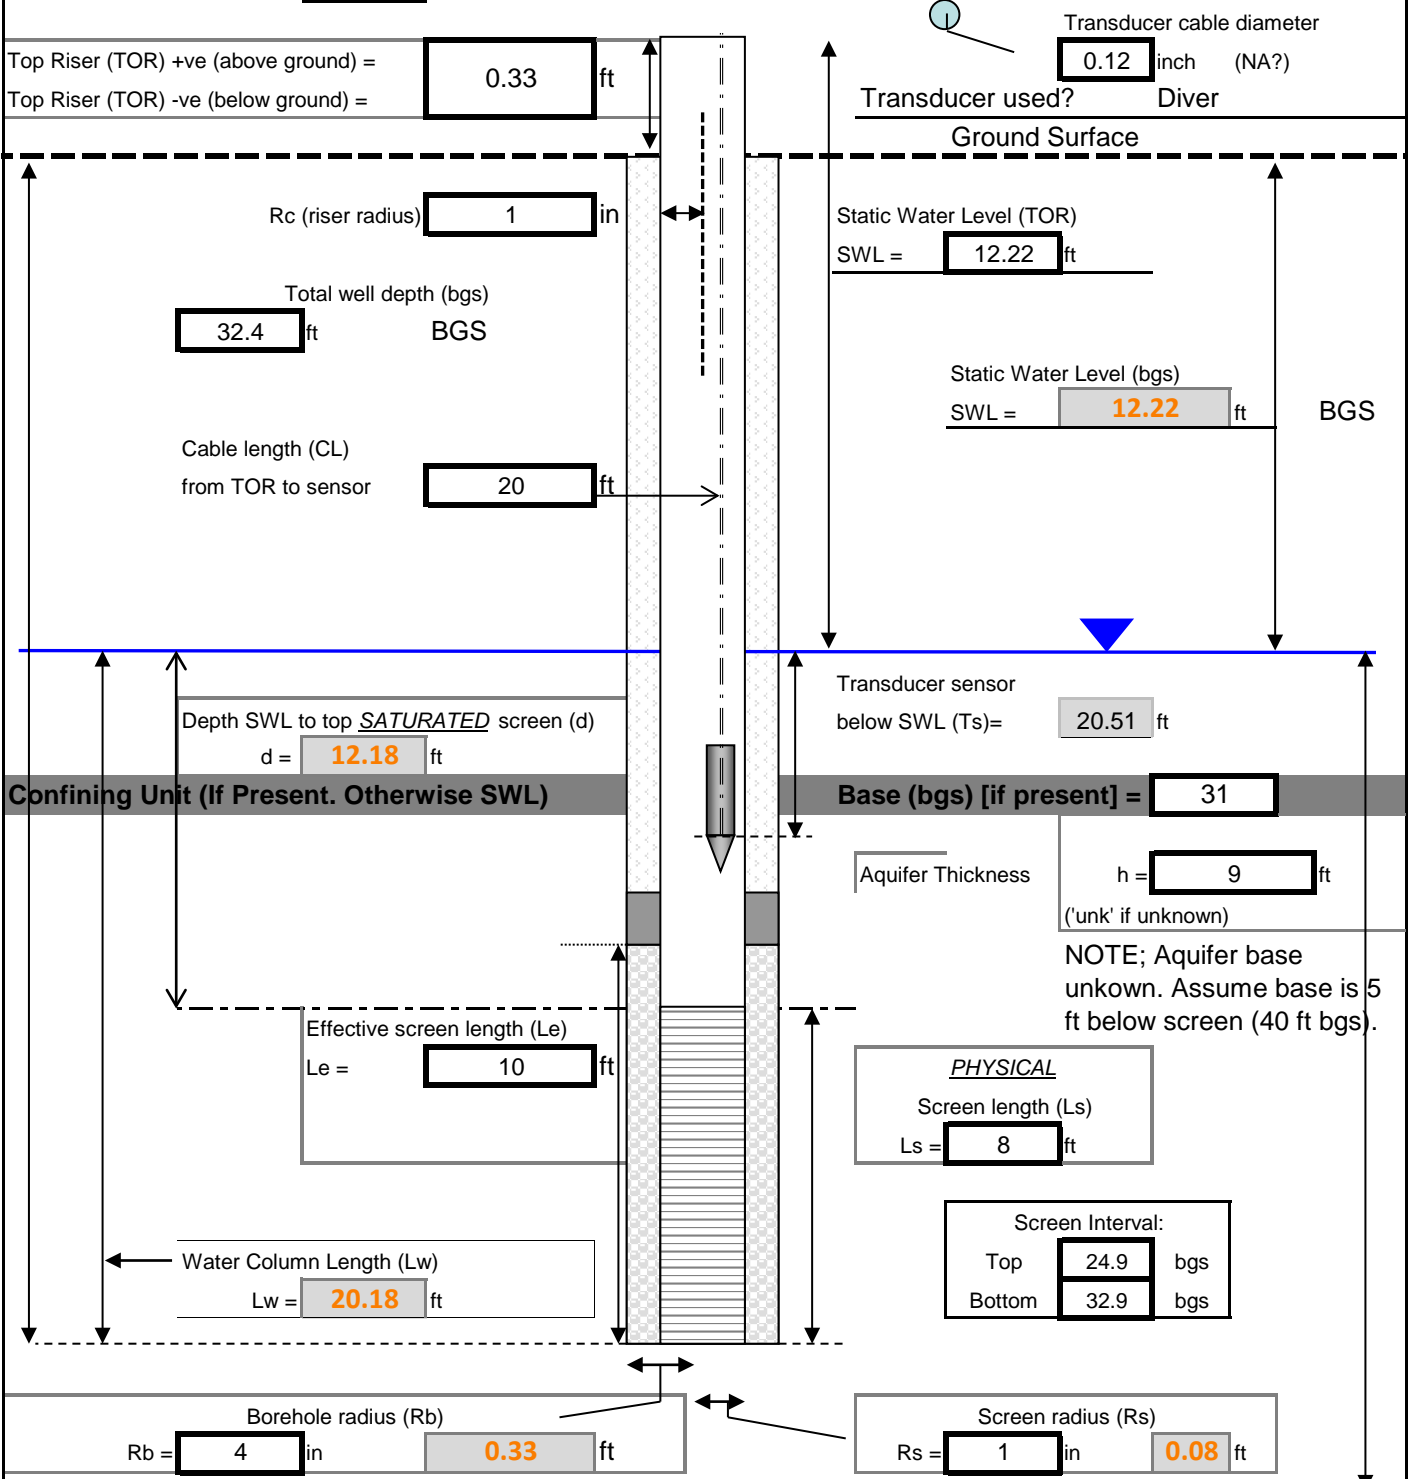 Transducer cable diameter
Top Riser (TOR) +ve (above ground) =
0.33 ft
0.12 inch (NA?)
Top Riser (TOR) -ve (below ground) =
Transducer used? Diver
Ground Surface
Rc (riser radius) 1 in
Static Water Level (TOR)
SWL = 12.22 ft
Total well depth (bgs)
32.4 ft BGS
Static Water Level (bgs)
SWL = 12.22 ft BGS
Cable length (CL)
from TOR to sensor 20 ft
Transducer sensor
below SWL (Ts)= 20.51 ft
Depth SWL to top SATURATED screen (d)
d = 12.18 ft
Confining Unit (If Present. Otherwise SWL)
Base (bgs) [if present] = 31
Aquifer Thickness h = 9 ft
('unk' if unknown)
NOTE; Aquifer base
unkown. Assume base is 5
ft below screen (40 ft bgs).
Effective screen length (Le)
Le = 10 ft
PHYSICAL
Screen length (Ls)
Ls = 8 ft
Screen Interval:
Top 24.9 bgs
Bottom 32.9 bgs
Water Column Length (Lw)
Lw = 20.18 ft
Borehole radius (Rb)
Rb = 4 in 0.33 ft
Screen radius (Rs)
Rs = 1 in 0.08 ft